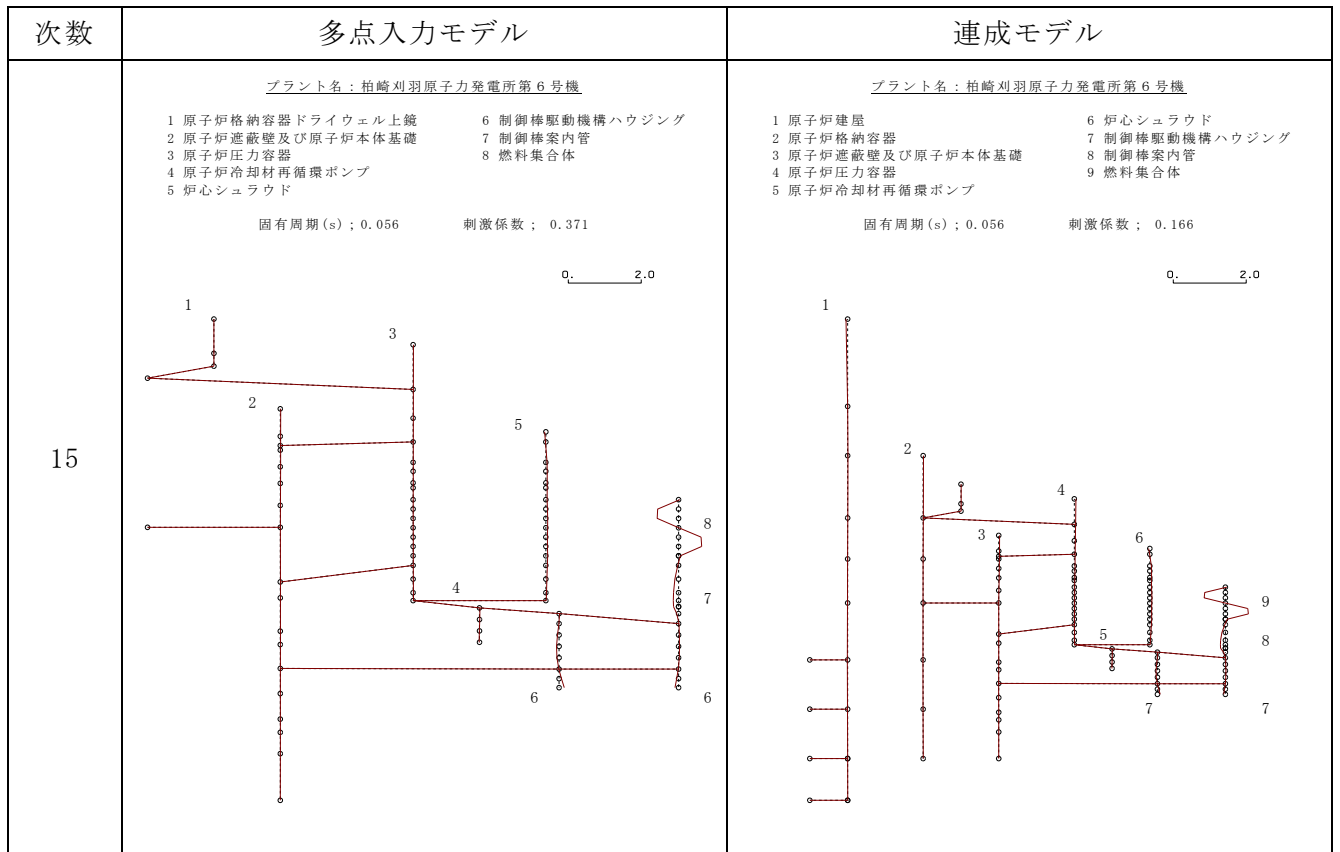 次数
多点入力モデル
連成モデル
15
プラント名：柏崎刈羽原子力発電所第６号機
1 原子炉格納容器ドライウェル上鏡
2 原子炉遮蔽壁及び原子炉本体基礎
3 原子炉圧力容器
4 原子炉冷却材再循環ポンプ
5 炉心シュラウド
6 制御棒駆動機構ハウジング
7 制御棒案内管
8 燃料集合体
固有周期(s)；0.056 刺激係数； 0.371
0. 2.0
1
3
2
5
8
4
7
6
6
プラント名：柏崎刈羽原子力発電所第６号機
1 原子炉建屋
2 原子炉格納容器
3 原子炉遮蔽壁及び原子炉本体基礎
4 原子炉圧力容器
5 原子炉冷却材再循環ポンプ
6 炉心シュラウド
7 制御棒駆動機構ハウジング
8 制御棒案内管
9 燃料集合体
固有周期(s)；0.056 刺激係数； 0.166
0. 2.0
1
2
4
3
6
9
5
8
7
7